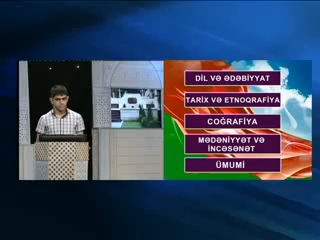 DİL VƏ ƏDƏBİYYAT
TARİX VƏ ETNOQRAFİYA
COĞRAFİYA
MƏDƏNİYYƏT VƏ
İNCƏSƏNƏT
ÜMUMİ